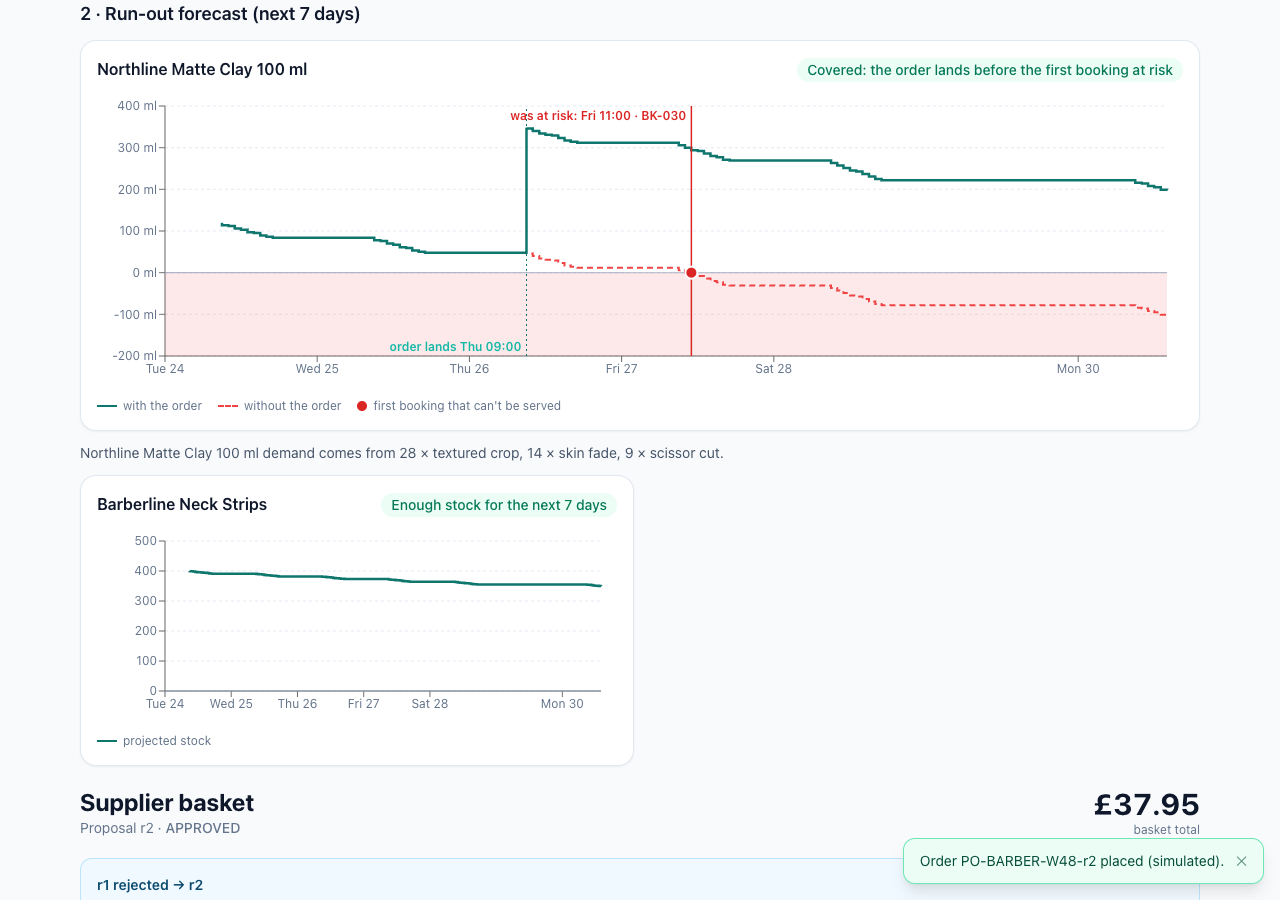 2 · Run-out forecast (next 7 days)
Northline Matte Clay 100 ml
Covered: the order lands before the first booking at risk
400 ml
300 ml
200 ml
100 ml
0 ml
-100 ml
-200 ml
was at risk: Fri 11:00 · BK-030
order lands Thu 09:00
Tue 24 Wed 25 Thu 26 Fri 27 Sat 28 Mon 30
with the order without the order first booking that can't be served
Northline Matte Clay 100 ml demand comes from 28 × textured crop, 14 × skin fade, 9 × scissor cut.
Barberline Neck Strips
Enough stock for the next 7 days
500
400
300
200
100
0
Tue 24 Wed 25 Thu 26 Fri 27 Sat 28 Mon 30
projected stock
Supplier basket
£37.95
Proposal r2 · APPROVED
basket total
Order PO-BARBER-W48-r2 placed (simulated).
r1 rejected → r2